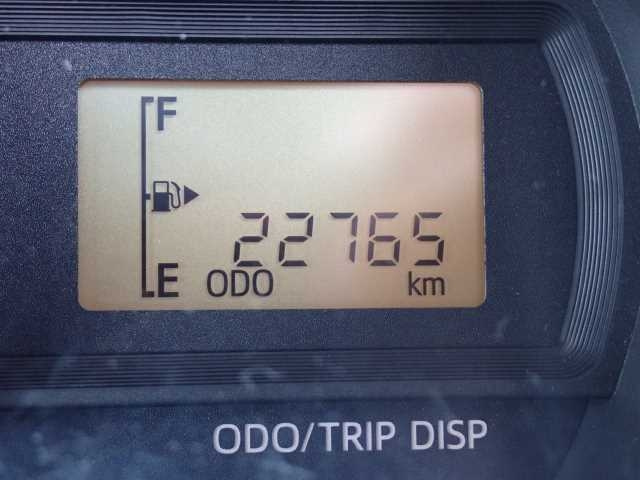 F
22765
E ODO km
ODO/TRIP DISP